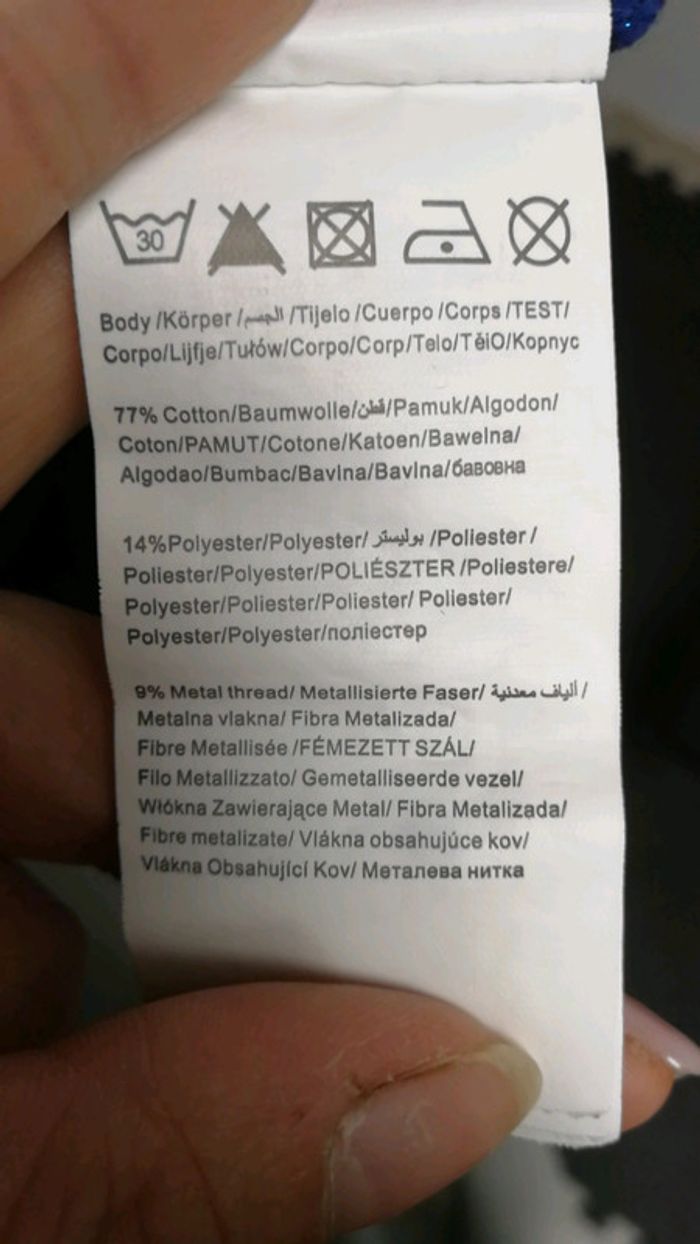 30
Body /Körper /الجسم /Tijelo /Cuerpo /Corps /TEST/
Corpo/Lijfje/Tułów/Corpo/Corp/Telo/TěiO/Kopпyc
77% Cotton/Baumwolle/قطن/Pamuk/Algodon/
Coton/PAMUT/Cotone/Katoen/Bawelna/
Algodao/Bumbac/Bavlna/Bavlna/бавовна
14%Polyester/Polyester/ بوليستر /Poliester /
Poliester/Polyester/POLIÉSZTER /Poliestere/
Polyester/Poliester/Poliester/ Poliester/
Polyester/Polyester/поліестер
9% Metal thread/ Metallisierte Faser/ ألياف معدنية /
Metalna vlakna/ Fibra Metalizada/
Fibre Metallisée /FÉMEZETT SZÁL/
Filo Metallizzato/ Gemetalliseerde vezel/
Włókna Zawierające Metal/ Fibra Metalizada/
Fibre metalizate/ Vlákna obsahujúce kov/
Vlákna Obsahující Kov/ Металева нитка